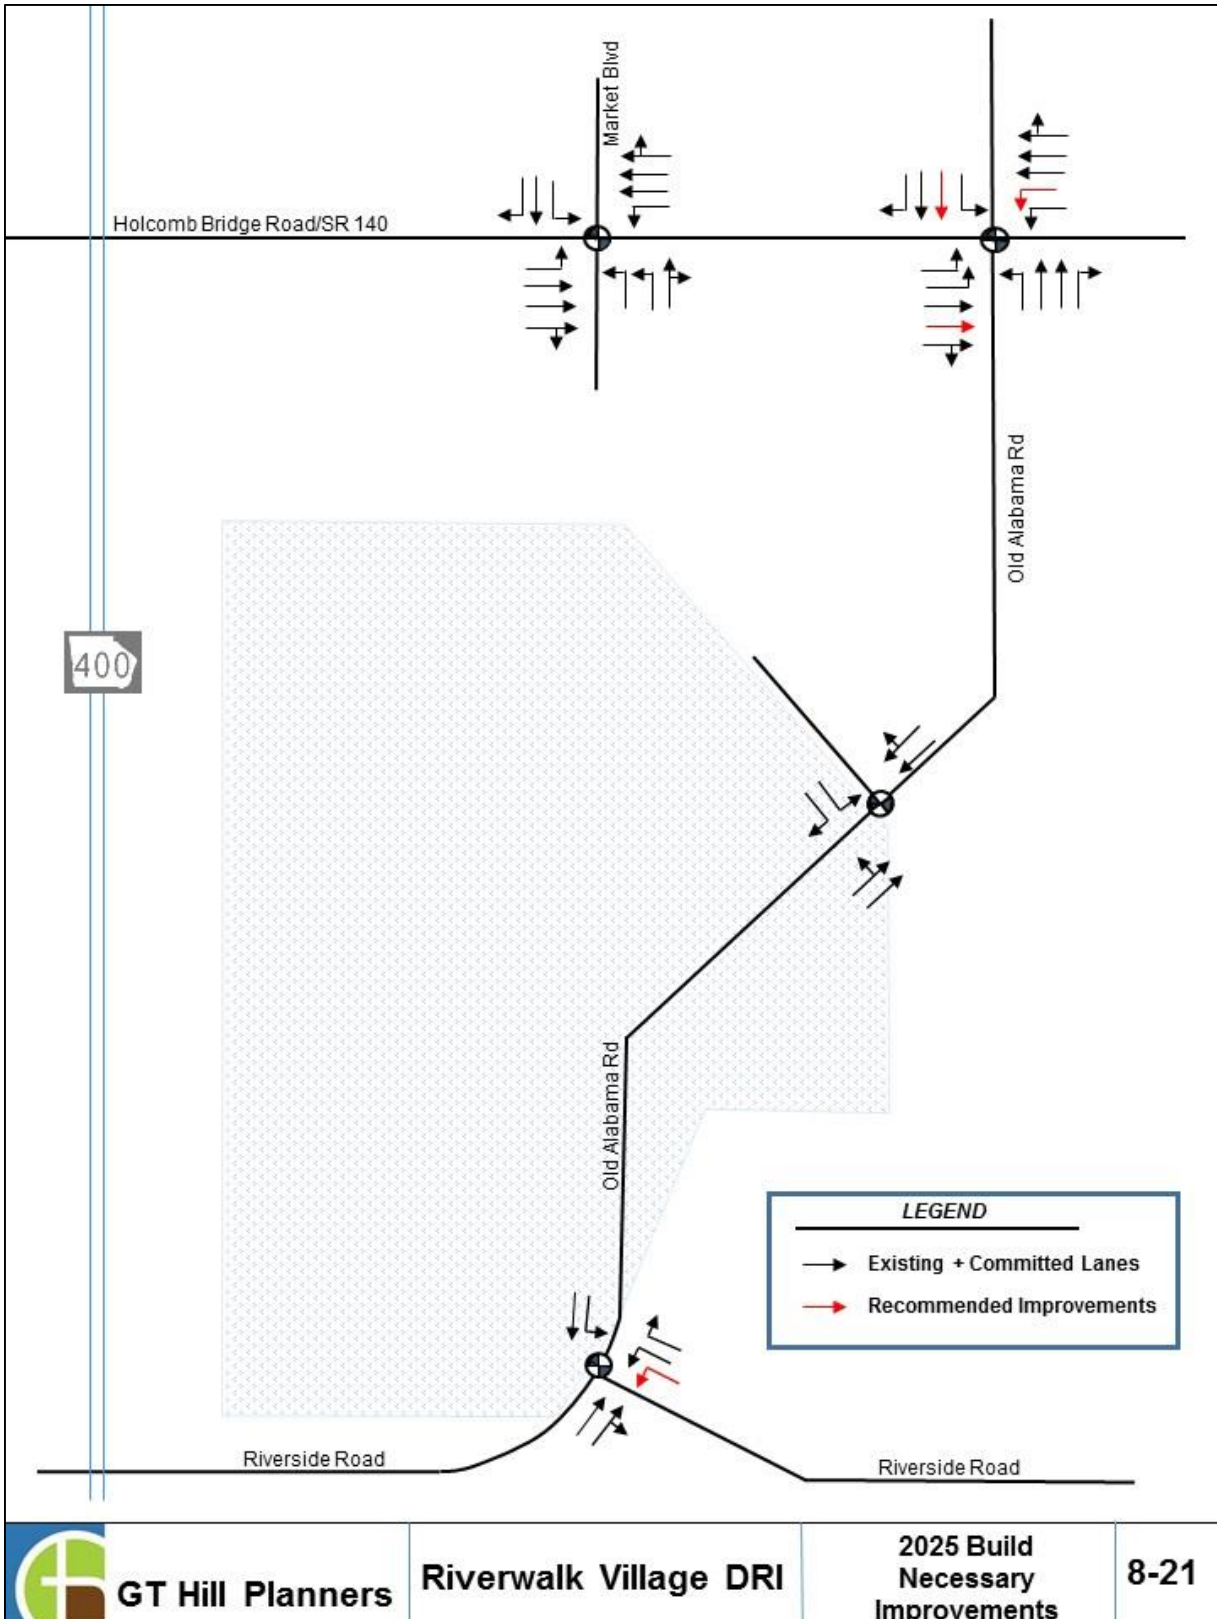 Market Blvd
Holcomb Bridge Road/SR 140
Old Alabama Rd
400
Old Alabama Rd
LEGEND
Existing + Committed Lanes
Recommended Improvements
Riverside Road
Riverside Road
GT Hill Planners
Riverwalk Village DRI
2025 Build
Necessary
Improvements
8-21